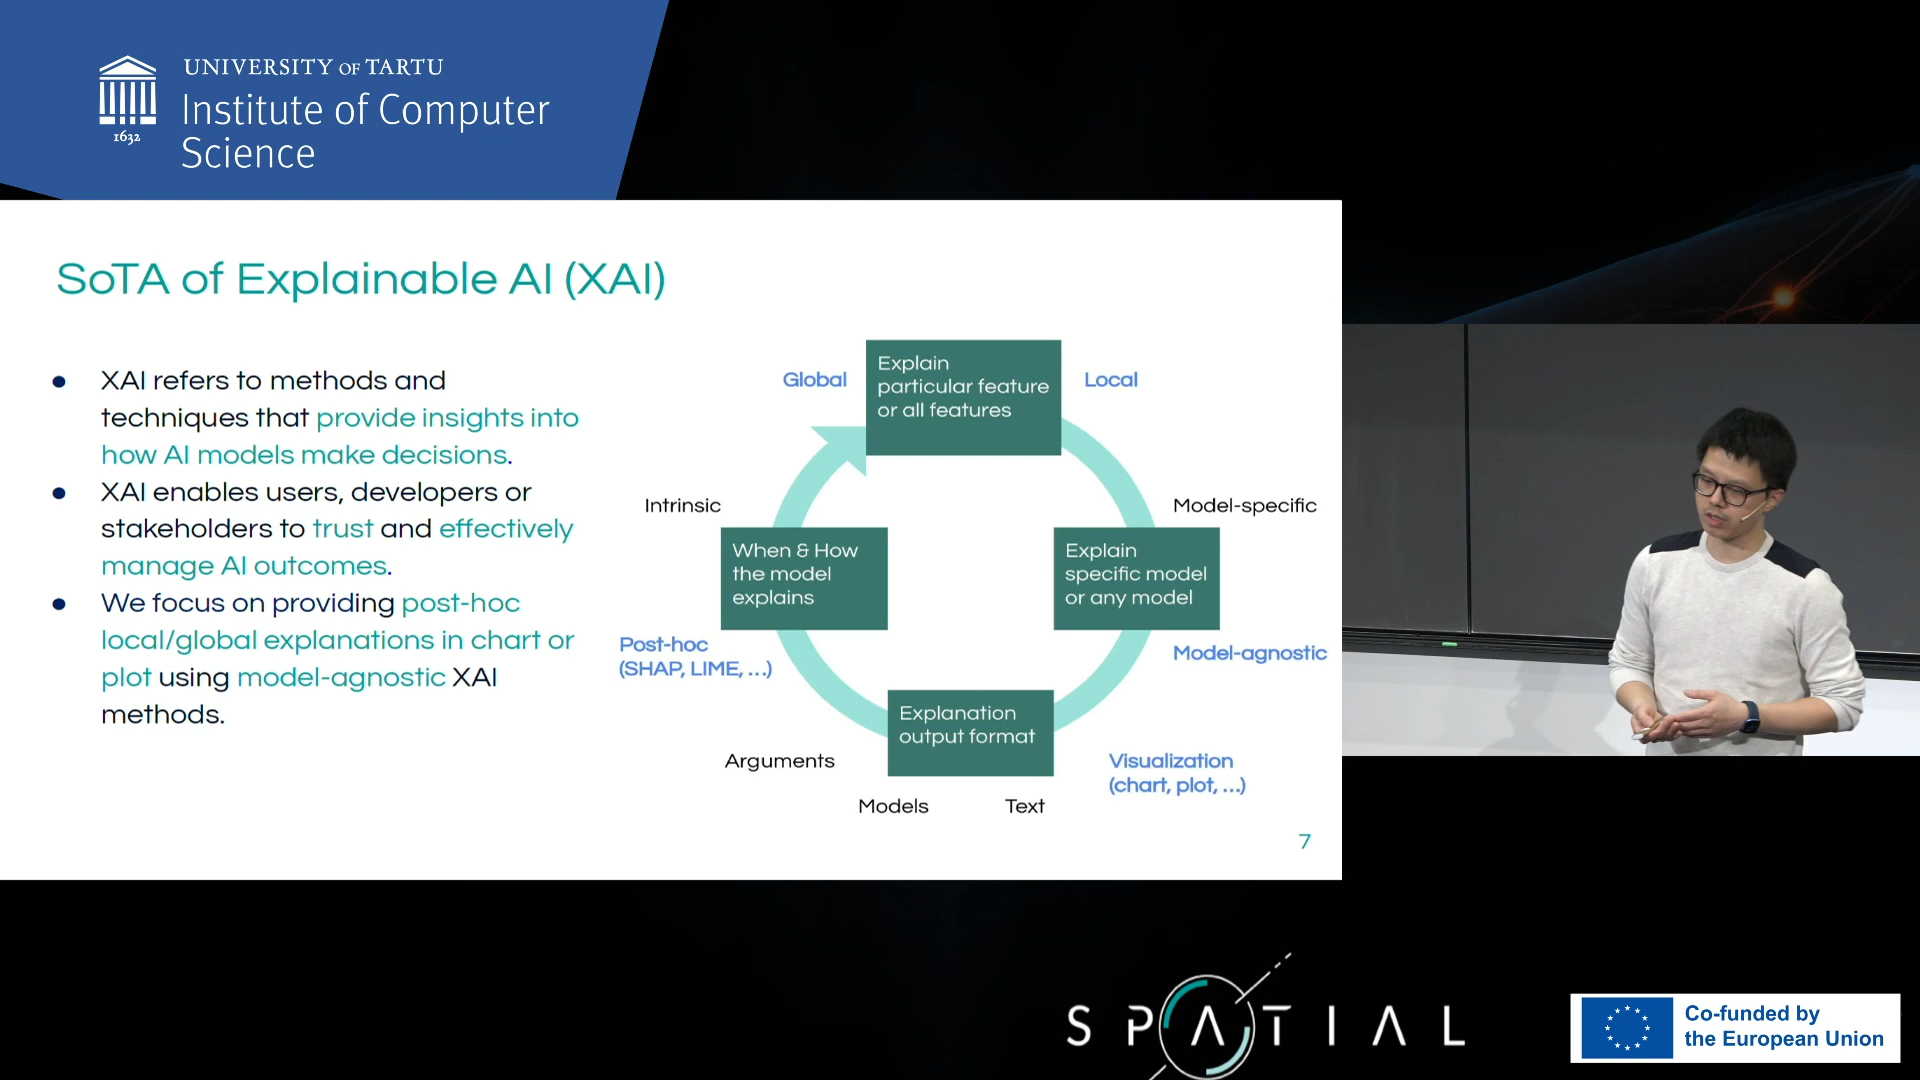 UNIVERSITY OF TARTU
Institute of Computer
Science
1632
SoTA of Explainable AI (XAI)
● XAI refers to methods and
techniques that provide insights into
how AI models make decisions.
● XAI enables users, developers or
stakeholders to trust and effectively
manage AI outcomes.
● We focus on providing post-hoc
local/global explanations in chart or
plot using model-agnostic XAI
methods.
Global
Explain
particular feature
or all features
Local
Intrinsic
Model-specific
When & How
the model
explains
Explain
specific model
or any model
Post-hoc
(SHAP, LIME, ...)
Model-agnostic
Explanation
output format
Arguments
Models
Text
Visualization
(chart, plot, ...)
7
SPATIAL
Co-funded by
the European Union